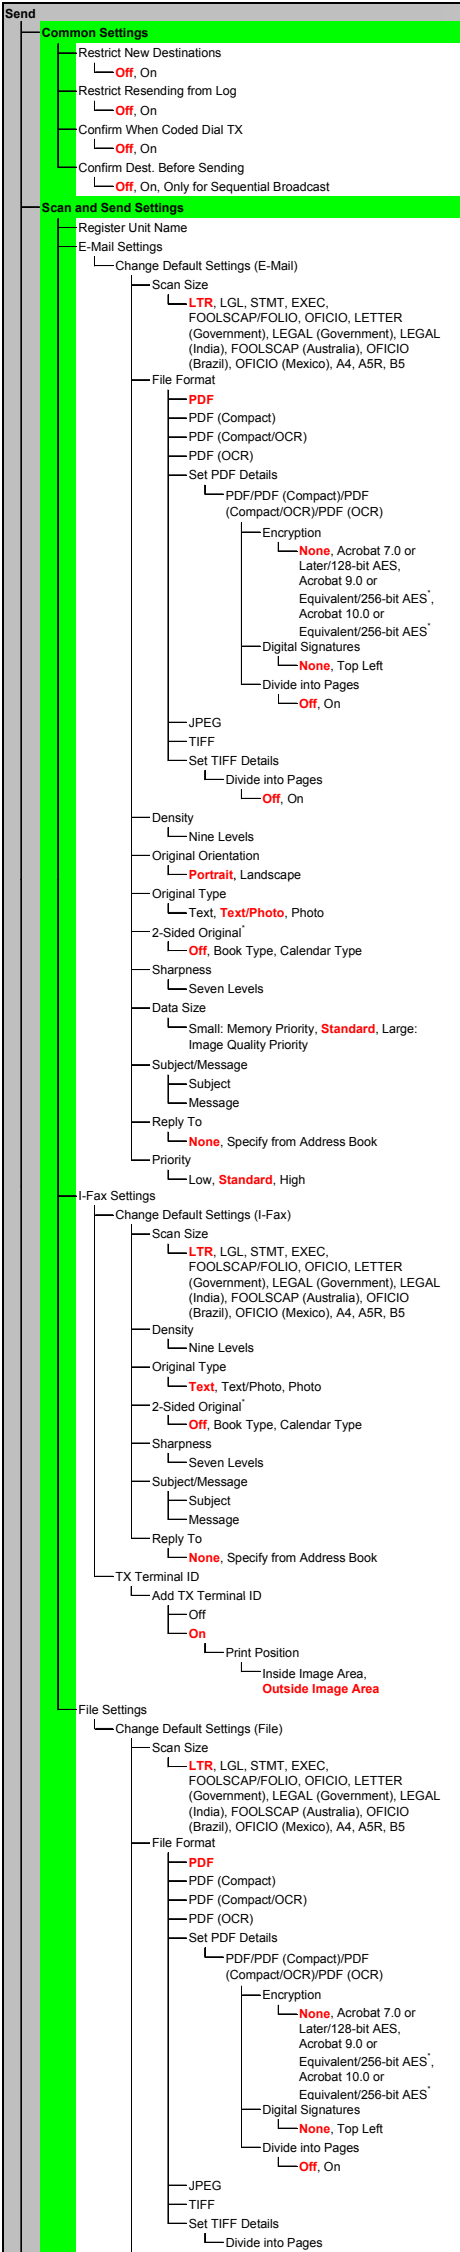 Send
Common Settings
Restrict New Destinations
Off, On
Restrict Resending from Log
Off, On
Confirm When Coded Dial TX
Off, On
Confirm Dest. Before Sending
Off, On, Only for Sequential Broadcast
Scan and Send Settings
Register Unit Name
E-Mail Settings
Change Default Settings (E-Mail)
Scan Size
LTR, LGL, STMT, EXEC,
FOOLSCAP/FOLIO, OFICIO, LETTER
(Government), LEGAL (Government), LEGAL
(India), FOOLSCAP (Australia), OFICIO
(Brazil), OFICIO (Mexico), A4, A5R, B5
File Format
PDF
PDF (Compact)
PDF (Compact/OCR)
PDF (OCR)
Set PDF Details
PDF/PDF (Compact)/PDF
(Compact/OCR)/PDF (OCR)
Encryption
None, Acrobat 7.0 or
Later/128-bit AES,
Acrobat 9.0 or
Equivalent/256-bit AES*,
Acrobat 10.0 or
Equivalent/256-bit AES*
Digital Signatures
None, Top Left
Divide into Pages
Off, On
JPEG
TIFF
Set TIFF Details
Divide into Pages
Off, On
Density
Nine Levels
Original Orientation
Portrait, Landscape
Original Type
Text, Text/Photo, Photo
2-Sided Original*
Off, Book Type, Calendar Type
Sharpness
Seven Levels
Data Size
Small: Memory Priority, Standard, Large:
Image Quality Priority
Subject/Message
Subject
Message
Reply To
None, Specify from Address Book
Priority
Low, Standard, High
I-Fax Settings
Change Default Settings (I-Fax)
Scan Size
LTR, LGL, STMT, EXEC,
FOOLSCAP/FOLIO, OFICIO, LETTER
(Government), LEGAL (Government), LEGAL
(India), FOOLSCAP (Australia), OFICIO
(Brazil), OFICIO (Mexico), A4, A5R, B5
Density
Nine Levels
Original Type
Text, Text/Photo, Photo
2-Sided Original*
Off, Book Type, Calendar Type
Sharpness
Seven Levels
Subject/Message
Subject
Message
Reply To
None, Specify from Address Book
TX Terminal ID
Add TX Terminal ID
Off
On
Print Position
Inside Image Area,
Outside Image Area
File Settings
Change Default Settings (File)
Scan Size
LTR, LGL, STMT, EXEC,
FOOLSCAP/FOLIO, OFICIO, LETTER
(Government), LEGAL (Government), LEGAL
(India), FOOLSCAP (Australia), OFICIO
(Brazil), OFICIO (Mexico), A4, A5R, B5
File Format
PDF
PDF (Compact)
PDF (Compact/OCR)
PDF (OCR)
Set PDF Details
PDF/PDF (Compact)/PDF
(Compact/OCR)/PDF (OCR)
Encryption
None, Acrobat 7.0 or
Later/128-bit AES,
Acrobat 9.0 or
Equivalent/256-bit AES*,
Acrobat 10.0 or
Equivalent/256-bit AES*
Digital Signatures
None, Top Left
Divide into Pages
Off, On
JPEG
TIFF
Set TIFF Details
Divide into Pages